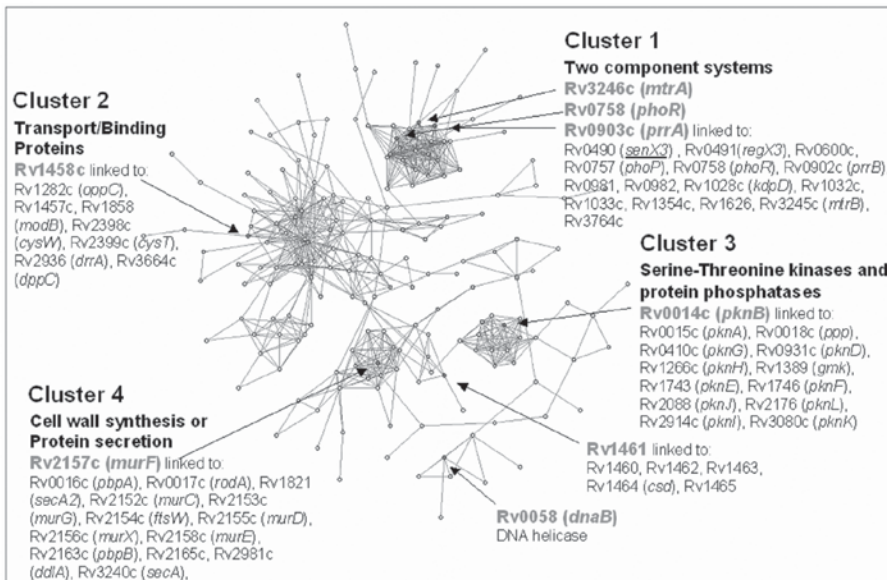 Cluster 1
Two component systems
Rv3246c (mtrA)
Rv0758 (phoR)
Rv0903c (prrA) linked to:
Rv0490 (senX3) , Rv0491(regX3), Rv0600c,
Rv0757 (phoP), Rv0758 (phoR), Rv0902c (prrB)
Rv0981, Rv0982, Rv1028c (kdpD), Rv1032c,
Rv1033c, Rv1354c, Rv1626, Rv3245c (mtrB)
Rv3764c
Cluster 2
Transport/Binding
Proteins
Rv1458c linked to:
Rv1282c (oppC),
Rv1457c, Rv1858
(modB), Rv2398c
(cysW), Rv2399c (cysT),
Rv2936 (drrA), Rv3664c
(dppC)
Cluster 3
Serine-Threonine kinases and
protein phosphatases
Rv0014c (pknB) linked to:
Rv0015c (pknA), Rv0018c (ppp),
Rv0410c (pknG), Rv0931c (pknD),
Rv1266c (pknH), Rv1389 (gmk),
Rv1743 (pknE), Rv1746 (pknF),
Rv2088 (pknJ), Rv2176 (pknL),
Rv2914c (pknI), Rv3080c (pknK)
Cluster 4
Cell wall synthesis or
Protein secretion
Rv2157c (murF) linked to:
Rv0016c (pbpA), Rv0017c (rodA), Rv1821
(secA2), Rv2152c (murC), Rv2153c
(murG), Rv2154c (ftsW), Rv2155c (murD),
Rv2156c (murX), Rv2158c (murE),
Rv2163c (pbpB), Rv2165c, Rv2981c
(ddlA), Rv3240c (secA),
Rv1461 linked to:
Rv1460, Rv1462, Rv1463,
Rv1464 (csd), Rv1465
Rv0058 (dnaB)
DNA helicase